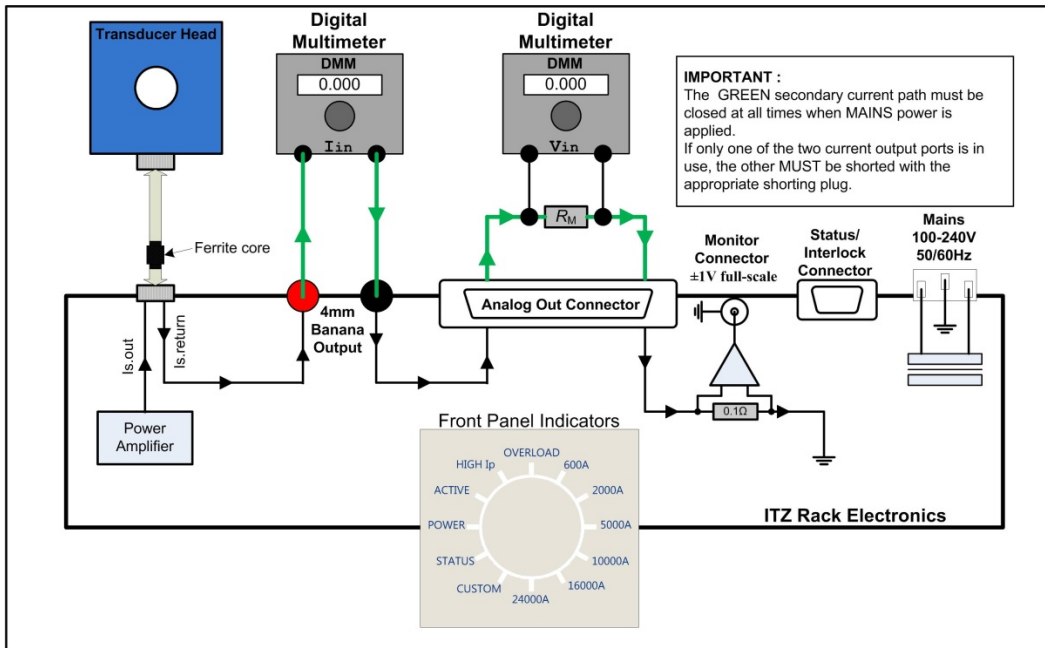 Transducer Head
Digital
Multimeter
DMM
0.000
Iin
Digital
Multimeter
DMM
0.000
Vin
IMPORTANT :
The GREEN secondary current path must be
closed at all times when MAINS power is
applied.
If only one of the two current output ports is in
use, the other MUST be shorted with the
appropriate shorting plug.
RM
Ferrite core
Monitor
Connector
±1V full-scale
Status/
Interlock
Connector
Mains
100-240V
50/60Hz
Analog Out Connector
4mm
Banana
Output
Is.out
Is.return
Power
Amplifier
0.1Ω
Front Panel Indicators
OVERLOAD
HIGH Ip
600A
ACTIVE
2000A
POWER
5000A
STATUS
10000A
CUSTOM
16000A
24000A
ITZ Rack Electronics